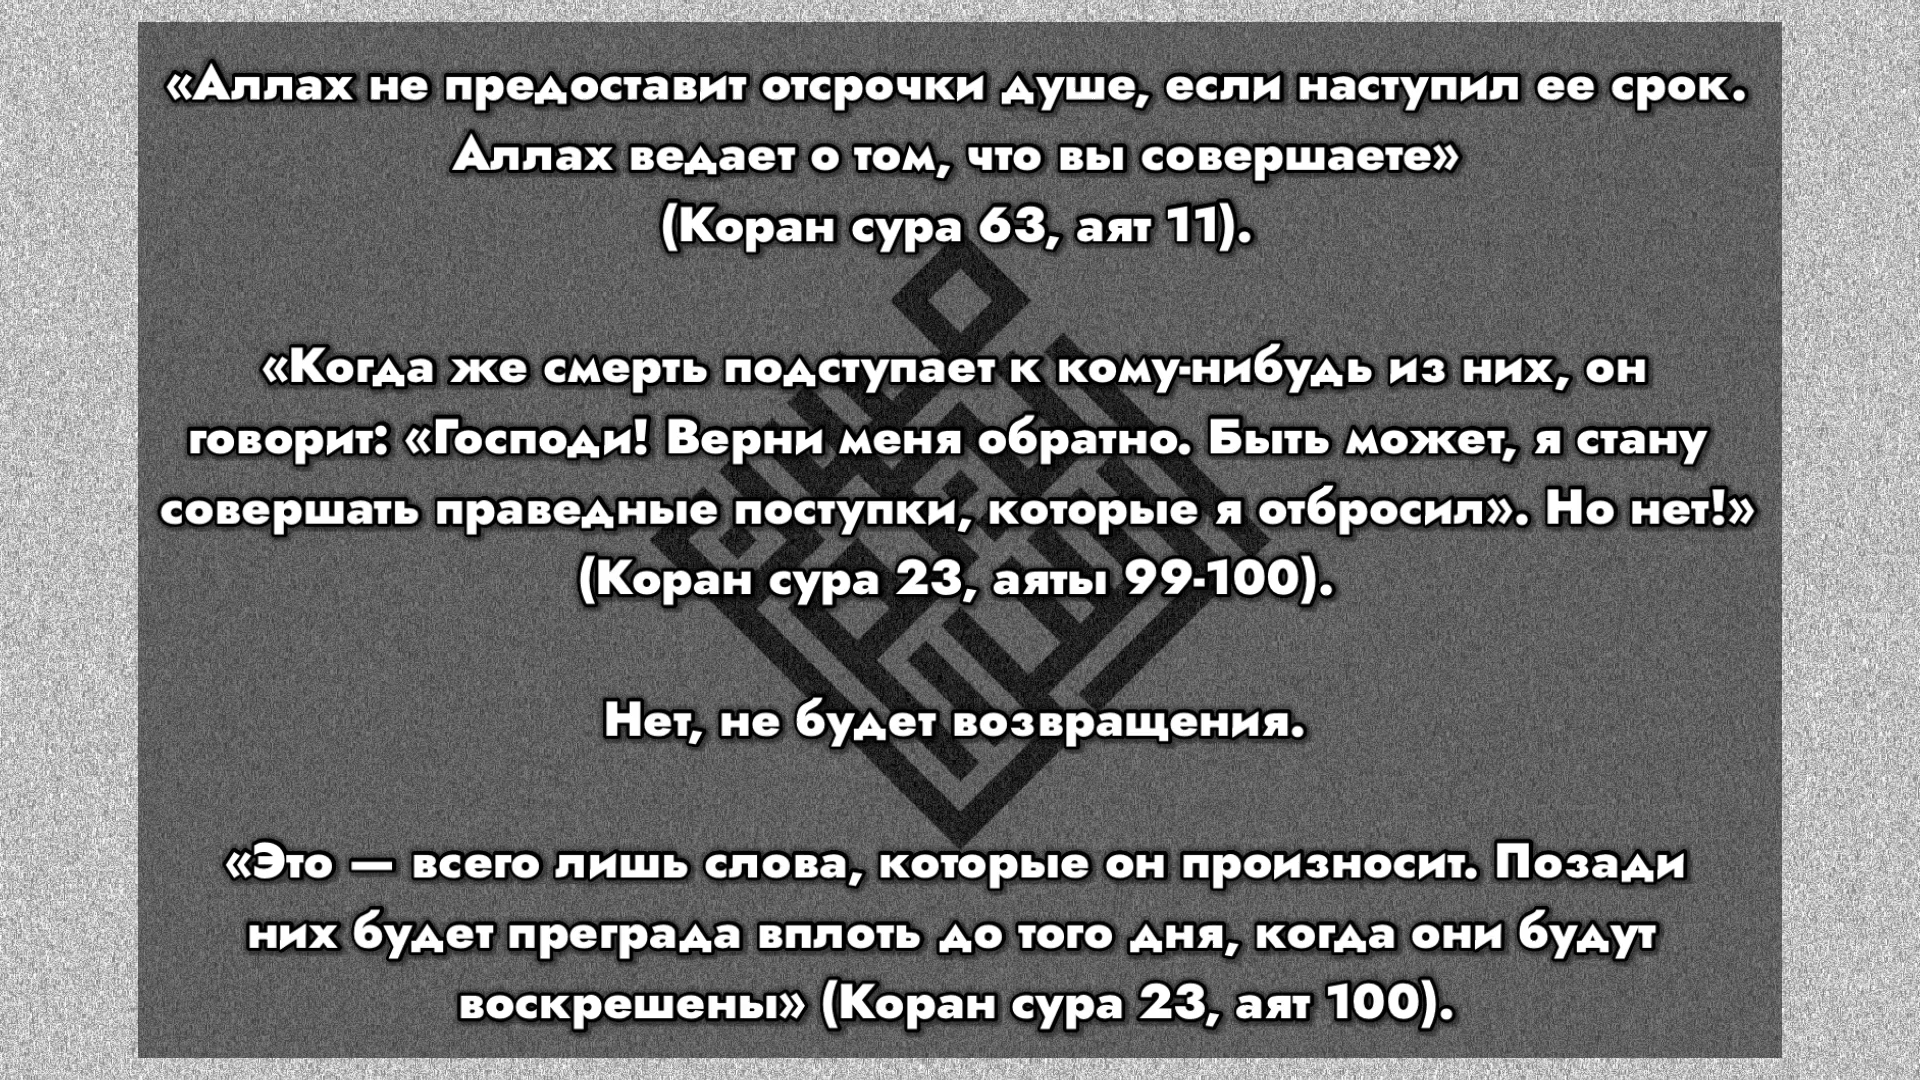 «Аллах не предоставит отсрочки душе, если наступил ее срок.
Аллах ведает о том, что вы совершаете»
(Коран сура 63, аят 11).
«Когда же смерть подступает к кому-нибудь из них, он
говорит: «Господи! Верни меня обратно. Быть может, я стану
совершать праведные поступки, которые я отбросил». Но нет!»
(Коран сура 23, аяты 99-100).
Нет, не будет возвращения.
«Это — всего лишь слова, которые он произносит. Позади
них будет преграда вплоть до того дня, когда они будут
воскрешены» (Коран сура 23, аят 100).